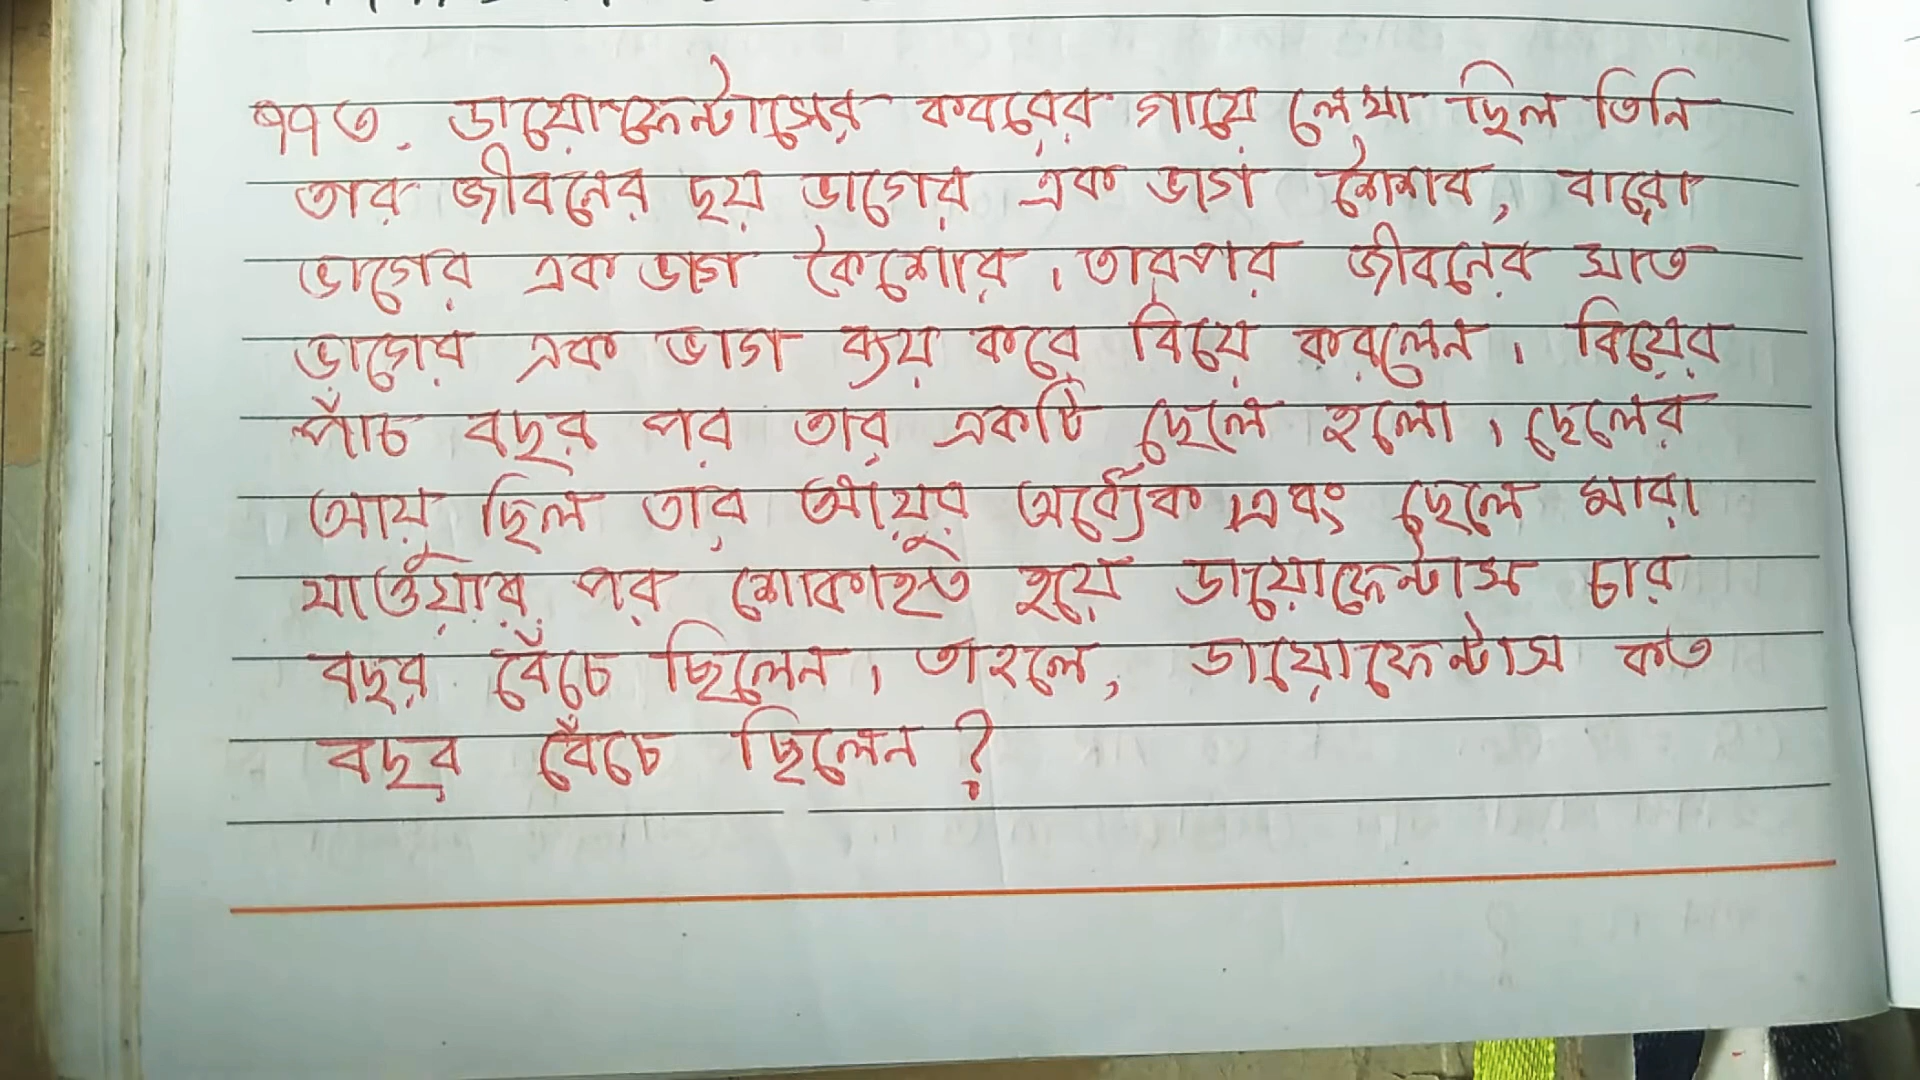 ১৭৩. ডায়োফেন্টাসের কবরের গায়ে লেখা ছিল তিনি
তার জীবনের ছয় ভাগের এক ভাগ শৈশব, বারো
ভাগের এক ভাগ কৈশোর। তারপর জীবনের সাত
ভাগের এক ভাগ ব্যয় করে বিয়ে করলেন। বিয়ের
পাঁচ বছর পর তার একটি ছেলে হলো। ছেলের
আয়ু ছিল তার আয়ুর অর্ধেক এবং ছেলে মারা
যাওয়ার পর শোকাহত হয়ে ডায়োফেন্টাস চার
বছর বেঁচে ছিলেন। তাহলে, ডায়োফেন্টাস কত
বছর বেঁচে ছিলেন?